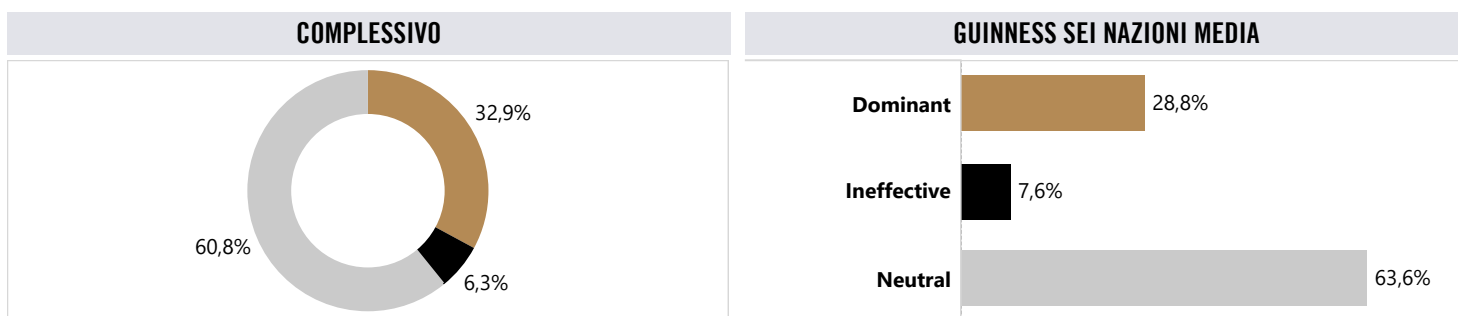 COMPLESSIVO
32,9%
60,8%
6,3%
GUINNESS SEI NAZIONI MEDIA
Dominant 28,8%
Ineffective 7,6%
Neutral 63,6%